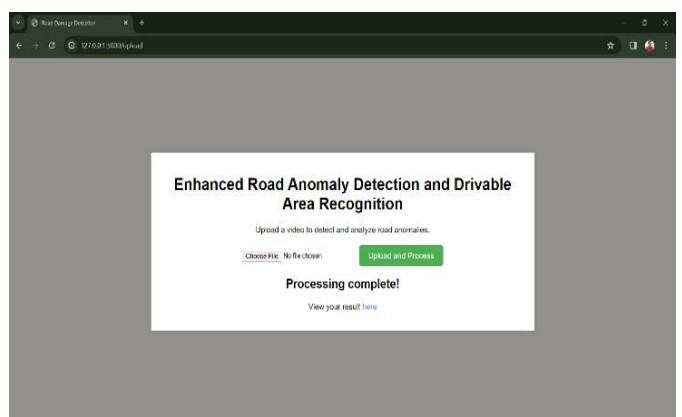 Road Damage Detection
127.0.0.1:5000/upload
Enhanced Road Anomaly Detection and Drivable
Area Recognition
Upload a video to detect and analyze road anomalies.
Choose File No file chosen
Upload and Process
Processing complete!
View your result here